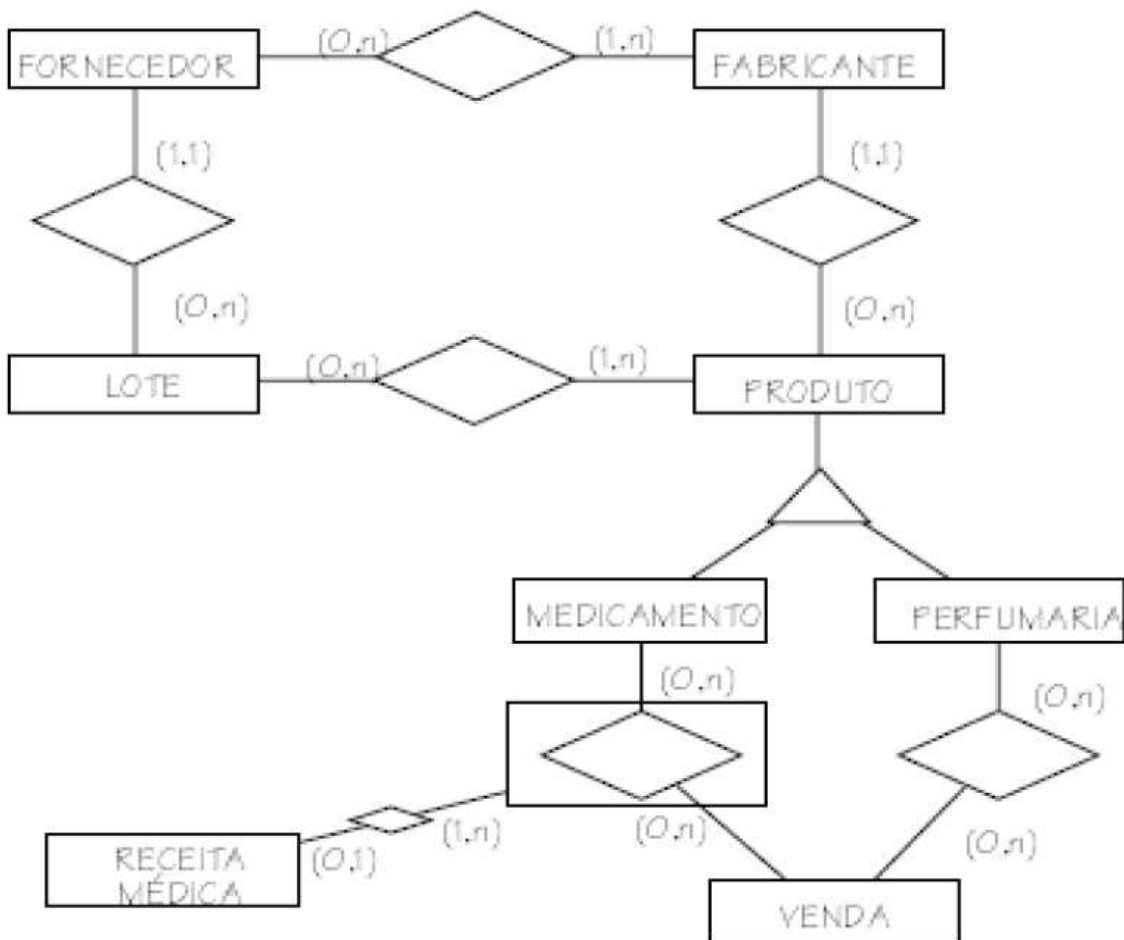 FORNECEDOR (0,n) (1,n) FABRICANTE
(1,1) (1,1)
(0,n) (0,n)
LOTE (0,n) (1,n) PRODUTO
MEDICAMENTO PERFUMARIA
(0,n) (0,n)
(1,n) (0,n) (0,n)
RECEITA (0,1)
MÉDICA
VENDA